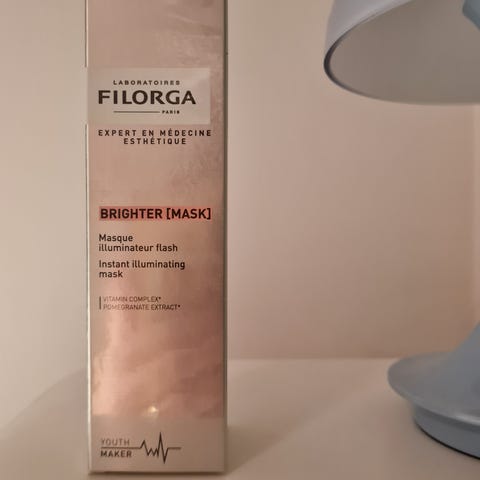 LABORATOIRES
FILORGA
PARIS
EXPERT EN MÉDECINE
ESTHÉTIQUE
BRIGHTER [MASK]
Masque
illuminateur flash
Instant illuminating
mask
VITAMIN COMPLEX*
POMEGRANATE EXTRACT*
YOUTH
MAKER